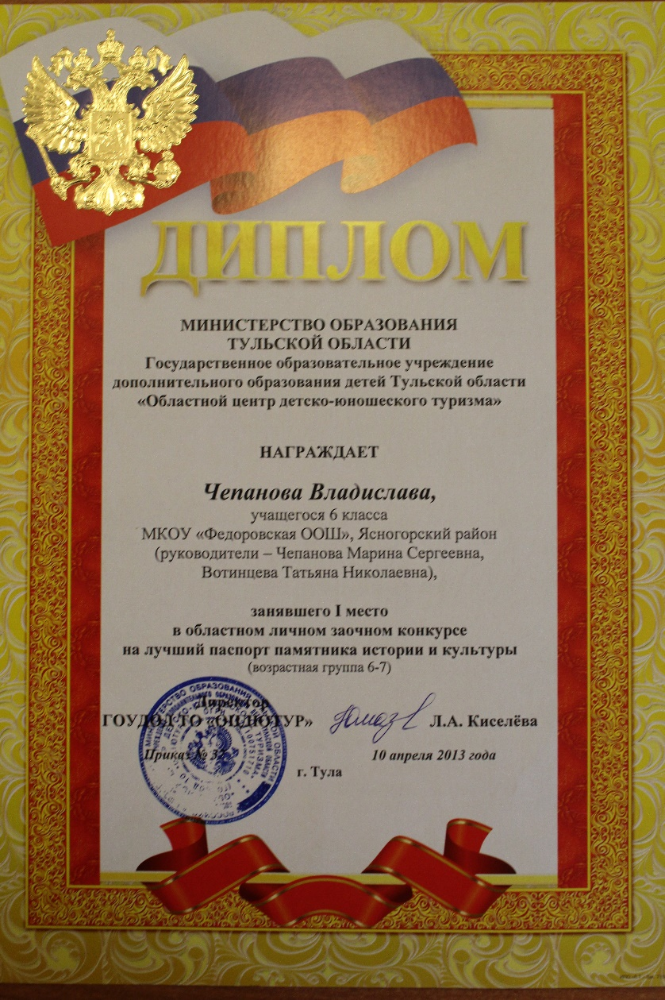 ДИПЛОМ
МИНИСТЕРСТВО ОБРАЗОВАНИЯ
ТУЛЬСКОЙ ОБЛАСТИ
Государственное образовательное учреждение
дополнительного образования детей Тульской области
«Областной центр детско-юношеского туризма»
НАГРАЖДАЕТ
Чепанова Владислава,
учащегося 6 класса
МКОУ «Федоровская ООШ», Ясногорский район
(руководители – Чепанова Марина Сергеевна,
Вотинцева Татьяна Николаевна),
занявшего I место
в областном личном заочном конкурсе
на лучший паспорт памятника истории и культуры
(возрастная группа 6-7)
Директор
ГОУДОД ТО «ОЦДЮТУР» Л.А. Киселёва
Приказ № 10 апреля 2013 года
г. Тула